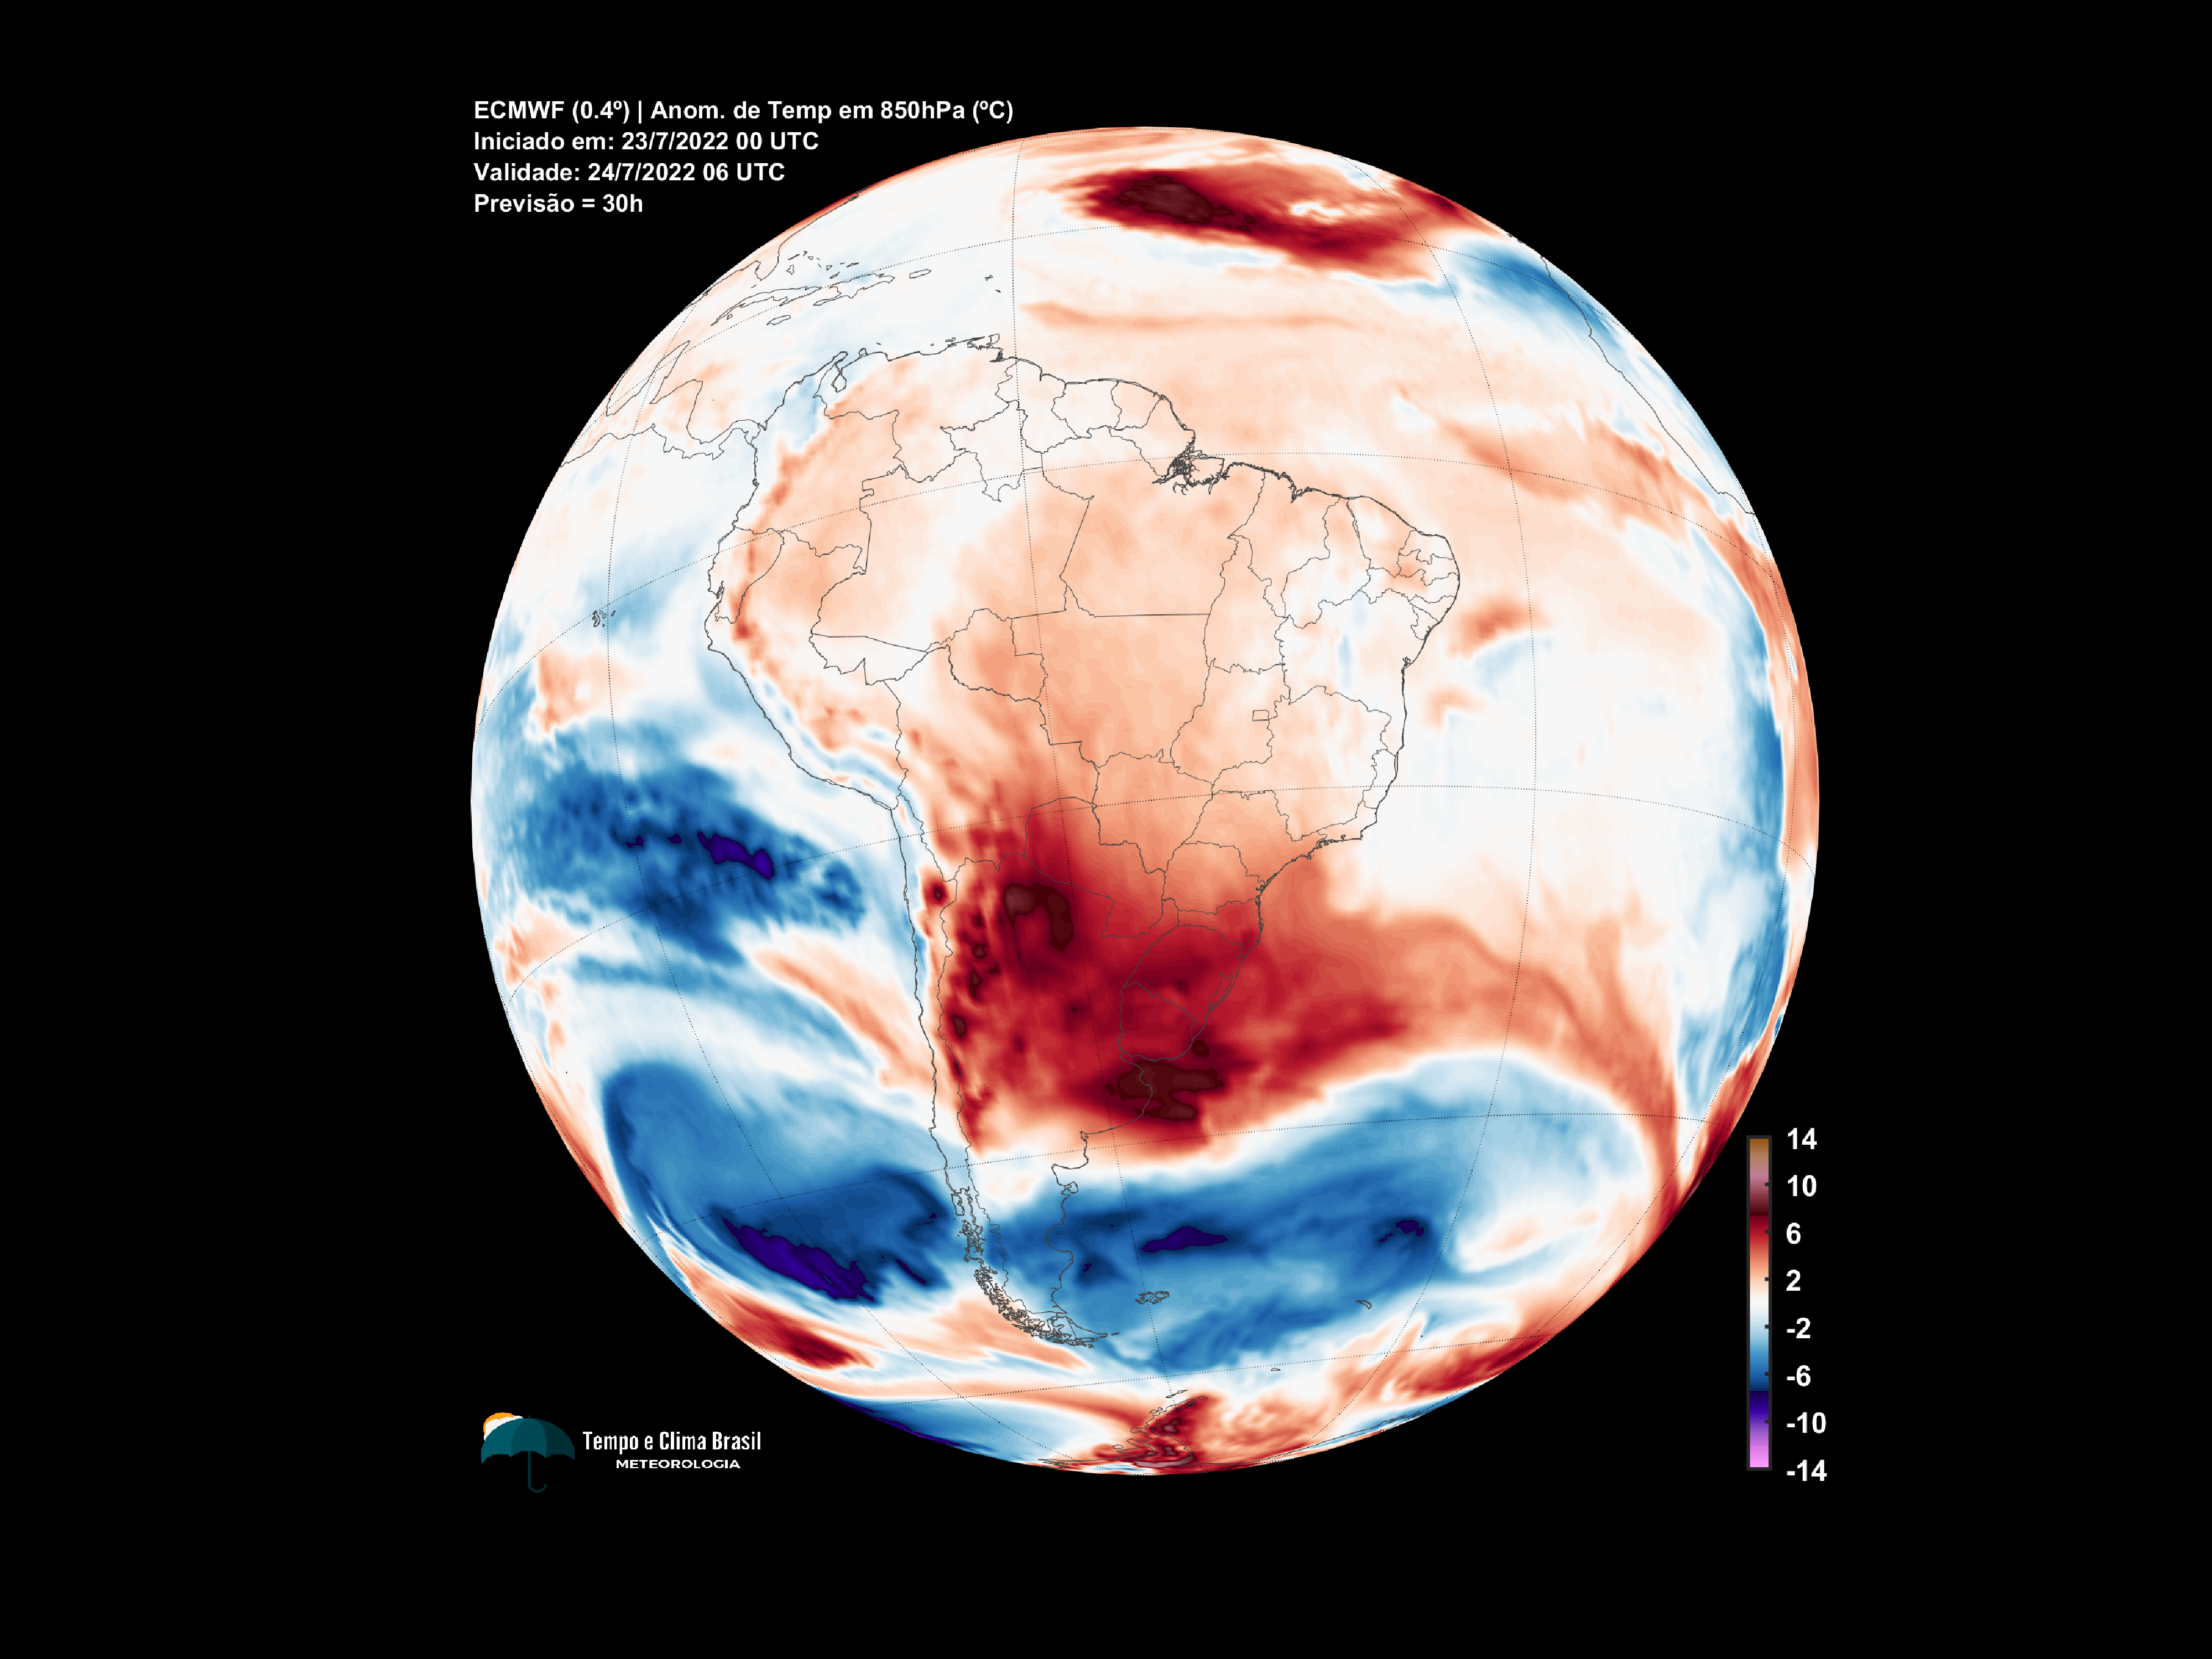 ECMWF (0.4º) | Anom. de Temp em 850hPa (ºC)
Iniciado em: 23/7/2022 00 UTC
Validade: 24/7/2022 06 UTC
Previsão = 30h
14
10
6
2
-2
-6
-10
-14
Tempo e Clima Brasil
METEOROLOGIA